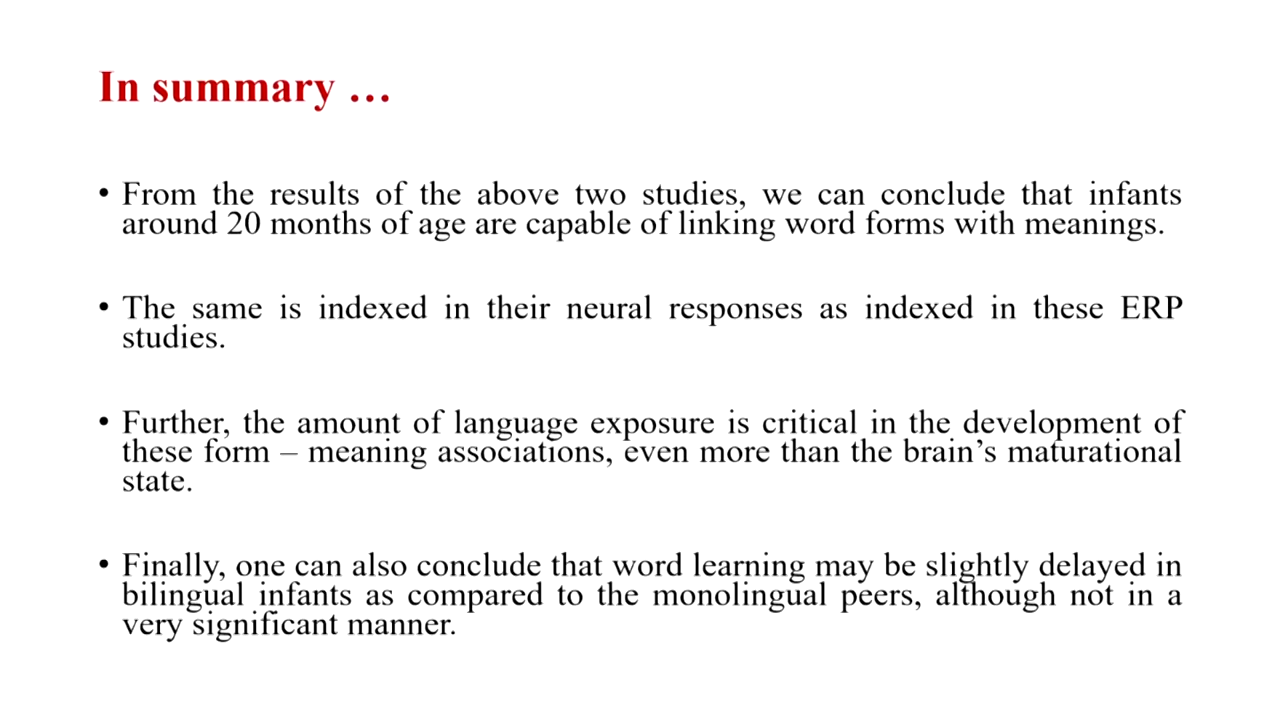 In summary …
• From the results of the above two studies, we can conclude that infants
around 20 months of age are capable of linking word forms with meanings.
• The same is indexed in their neural responses as indexed in these ERP
studies.
• Further, the amount of language exposure is critical in the development of
these form – meaning associations, even more than the brain’s maturational
state.
• Finally, one can also conclude that word learning may be slightly delayed in
bilingual infants as compared to the monolingual peers, although not in a
very significant manner.